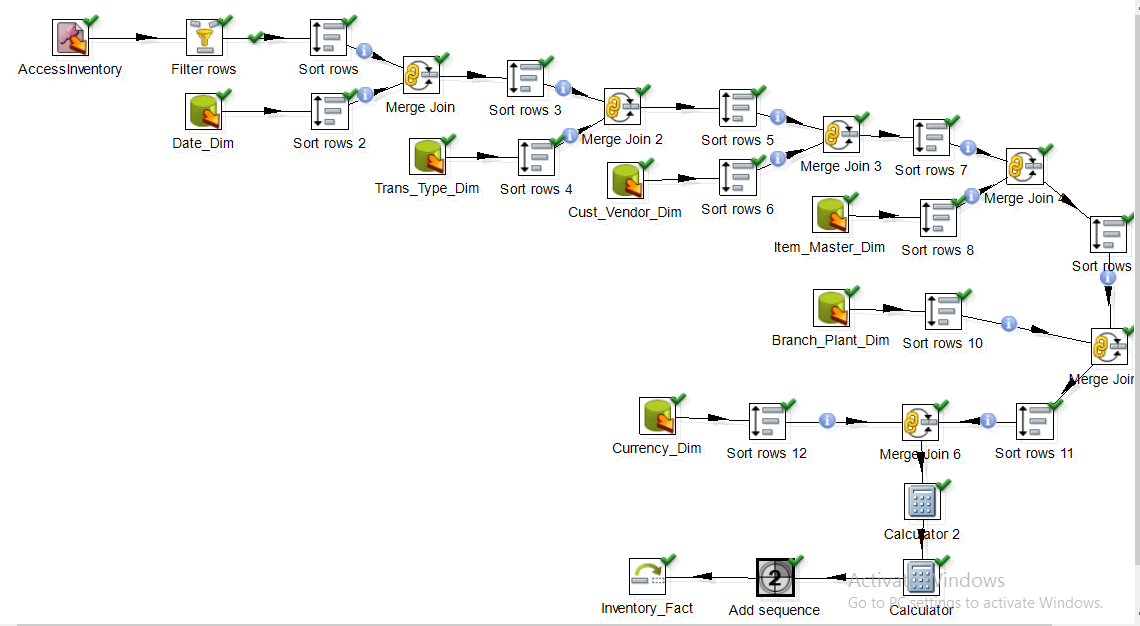 AccessInventory
Filter rows
Sort rows
Date_Dim
Sort rows 2
Merge Join
Sort rows 3
Trans_Type_Dim
Sort rows 4
Merge Join 2
Sort rows 5
Cust_Vendor_Dim
Sort rows 6
Merge Join 3
Sort rows 7
Item_Master_Dim
Sort rows 8
Merge Join 4
Sort rows
Branch_Plant_Dim
Sort rows 10
Merge Join
Currency_Dim
Sort rows 12
Merge Join 6
Sort rows 11
Calculator 2
Inventory_Fact
2
Add sequence
Calculator
Activate Windows
Go to PC settings to activate Windows.